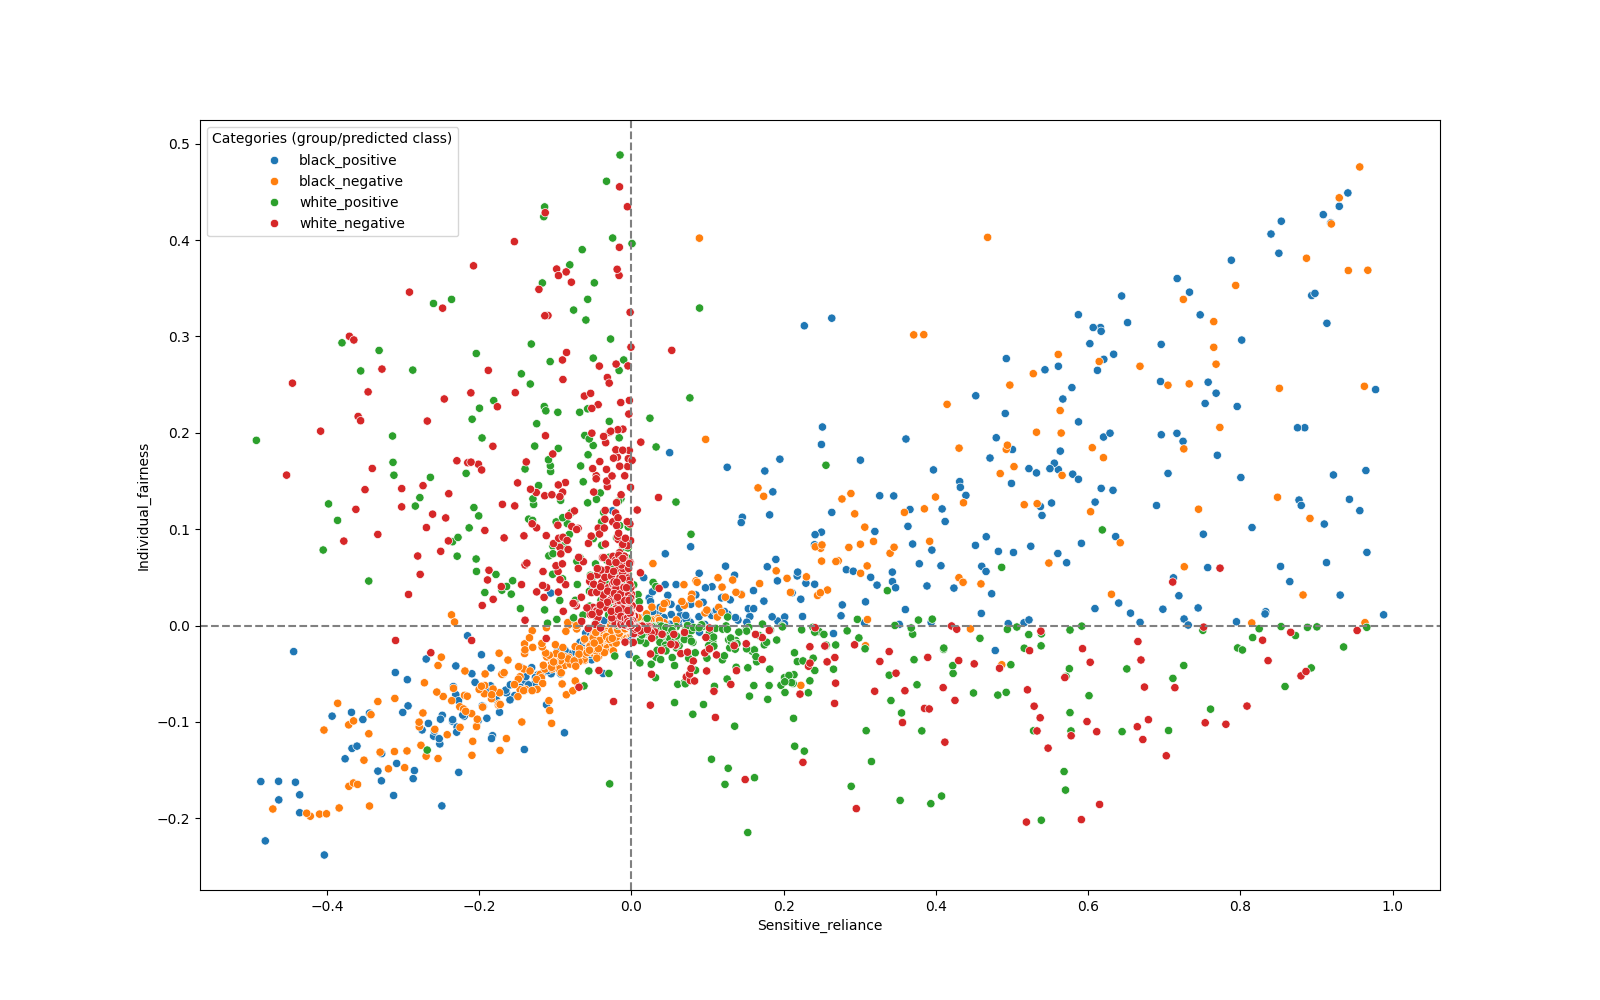 Categories (group/predicted class)
black_positive
black_negative
white_positive
white_negative
0.5
0.4
0.3
0.2
0.1
0.0
−0.1
−0.2
Individual_fairness
−0.4
−0.2
0.0
0.2
0.4
0.6
0.8
1.0
Sensitive_reliance